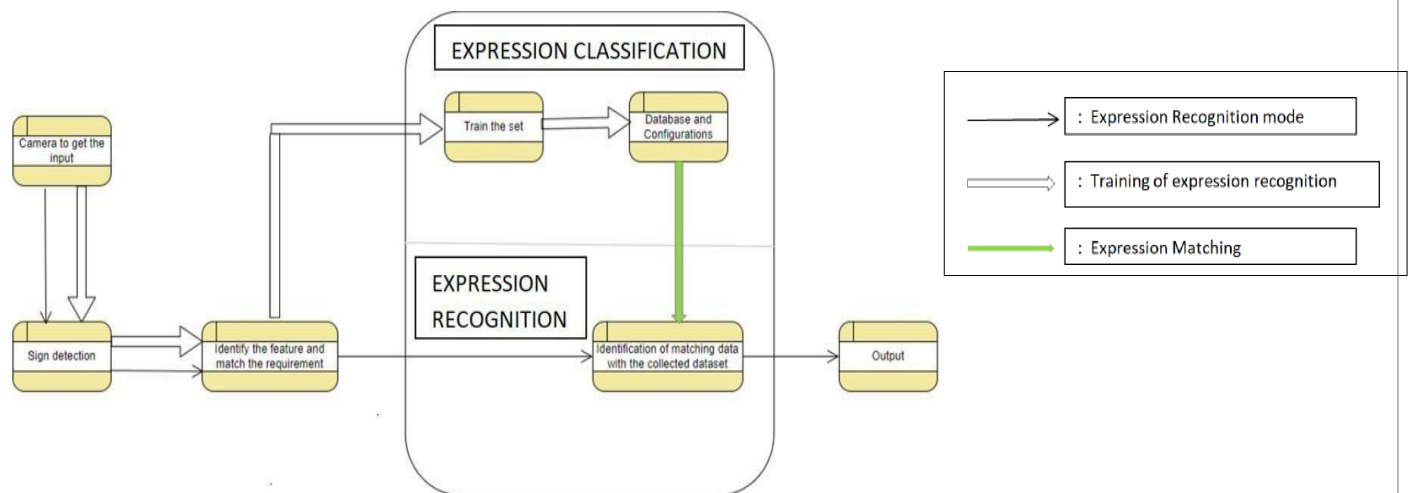 EXPRESSION CLASSIFICATION
Camera to get the
input
Train the set
Database and
Configurations
: Expression Recognition mode
: Training of expression recognition
: Expression Matching
EXPRESSION
RECOGNITION
Sign detection
Identify the feature and
match the requirement
Identification of matching data
with the collected dataset
Output